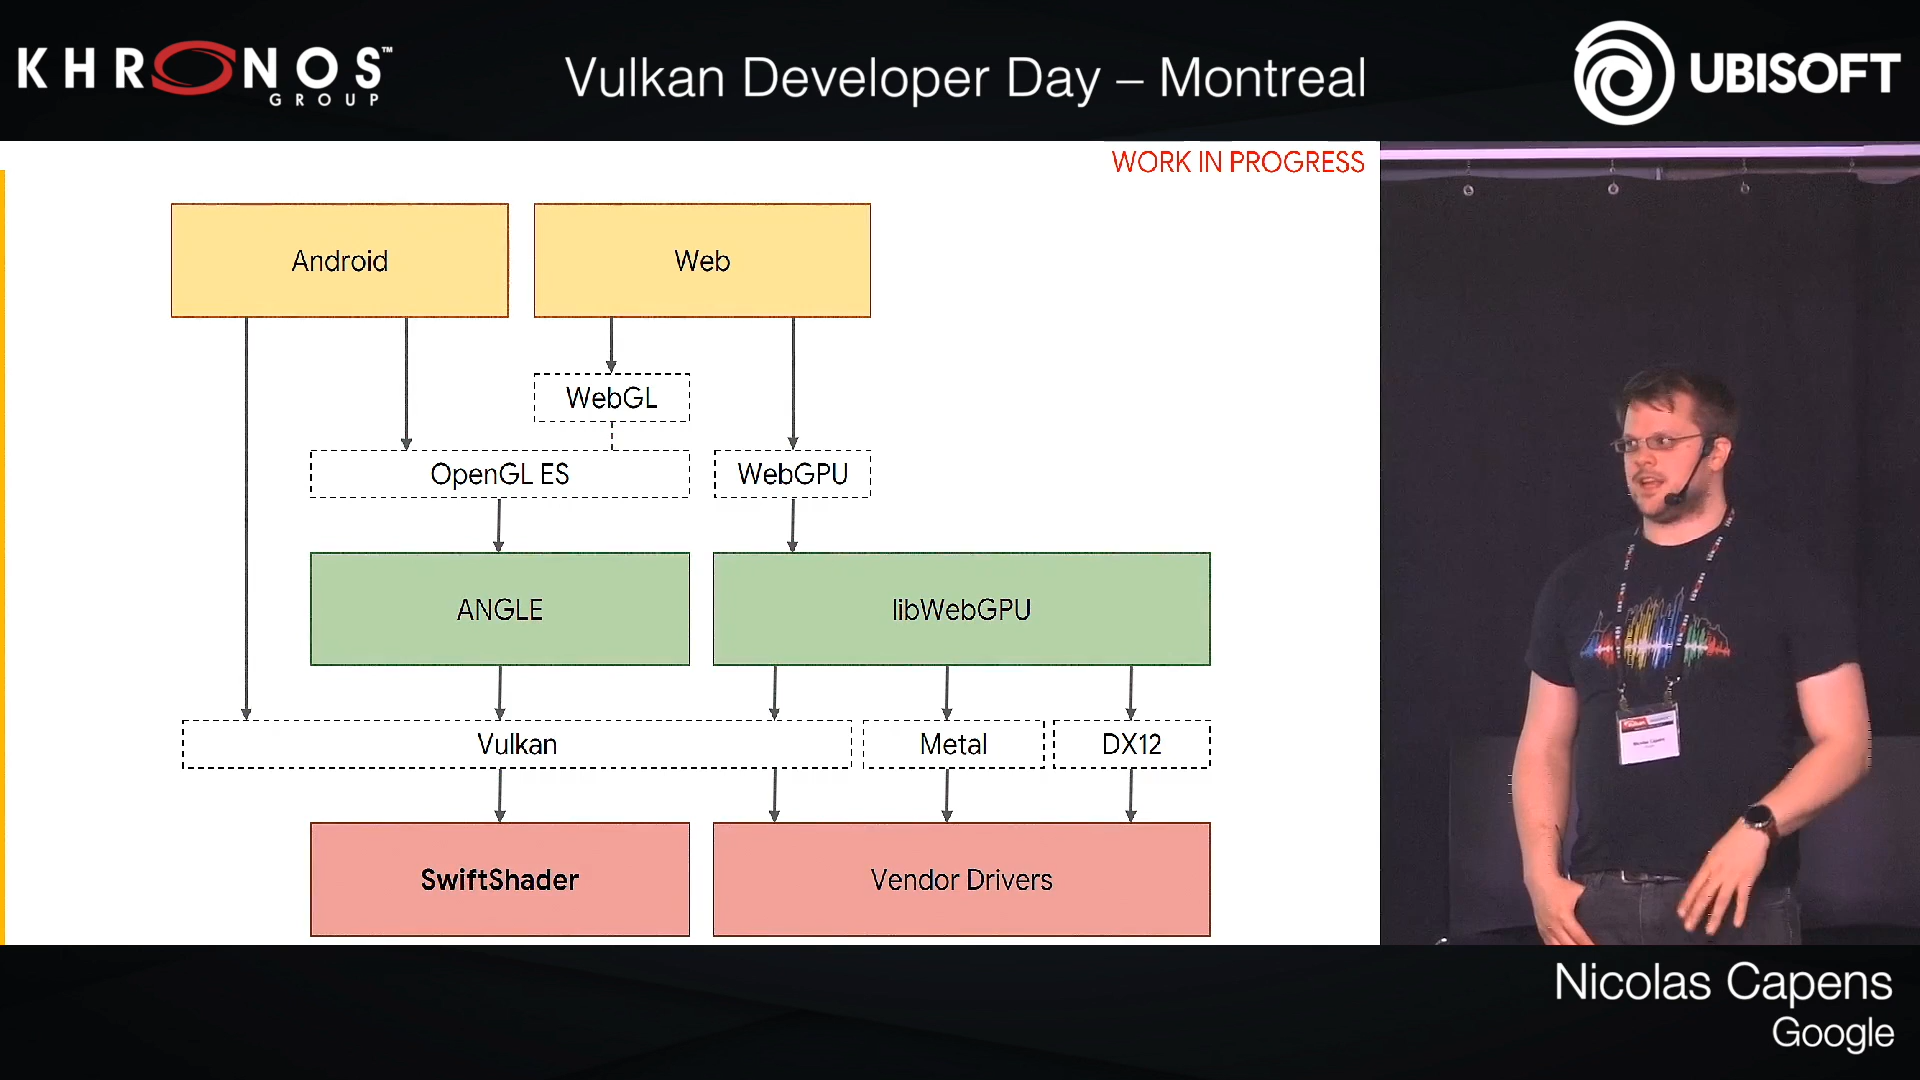 KHRONOS™
GROUP
Vulkan Developer Day – Montreal
UBISOFT
WORK IN PROGRESS
Android
Web
WebGL
OpenGL ES
WebGPU
ANGLE
libWebGPU
Vulkan
Metal
DX12
SwiftShader
Vendor Drivers
Nicolas Capens
Google